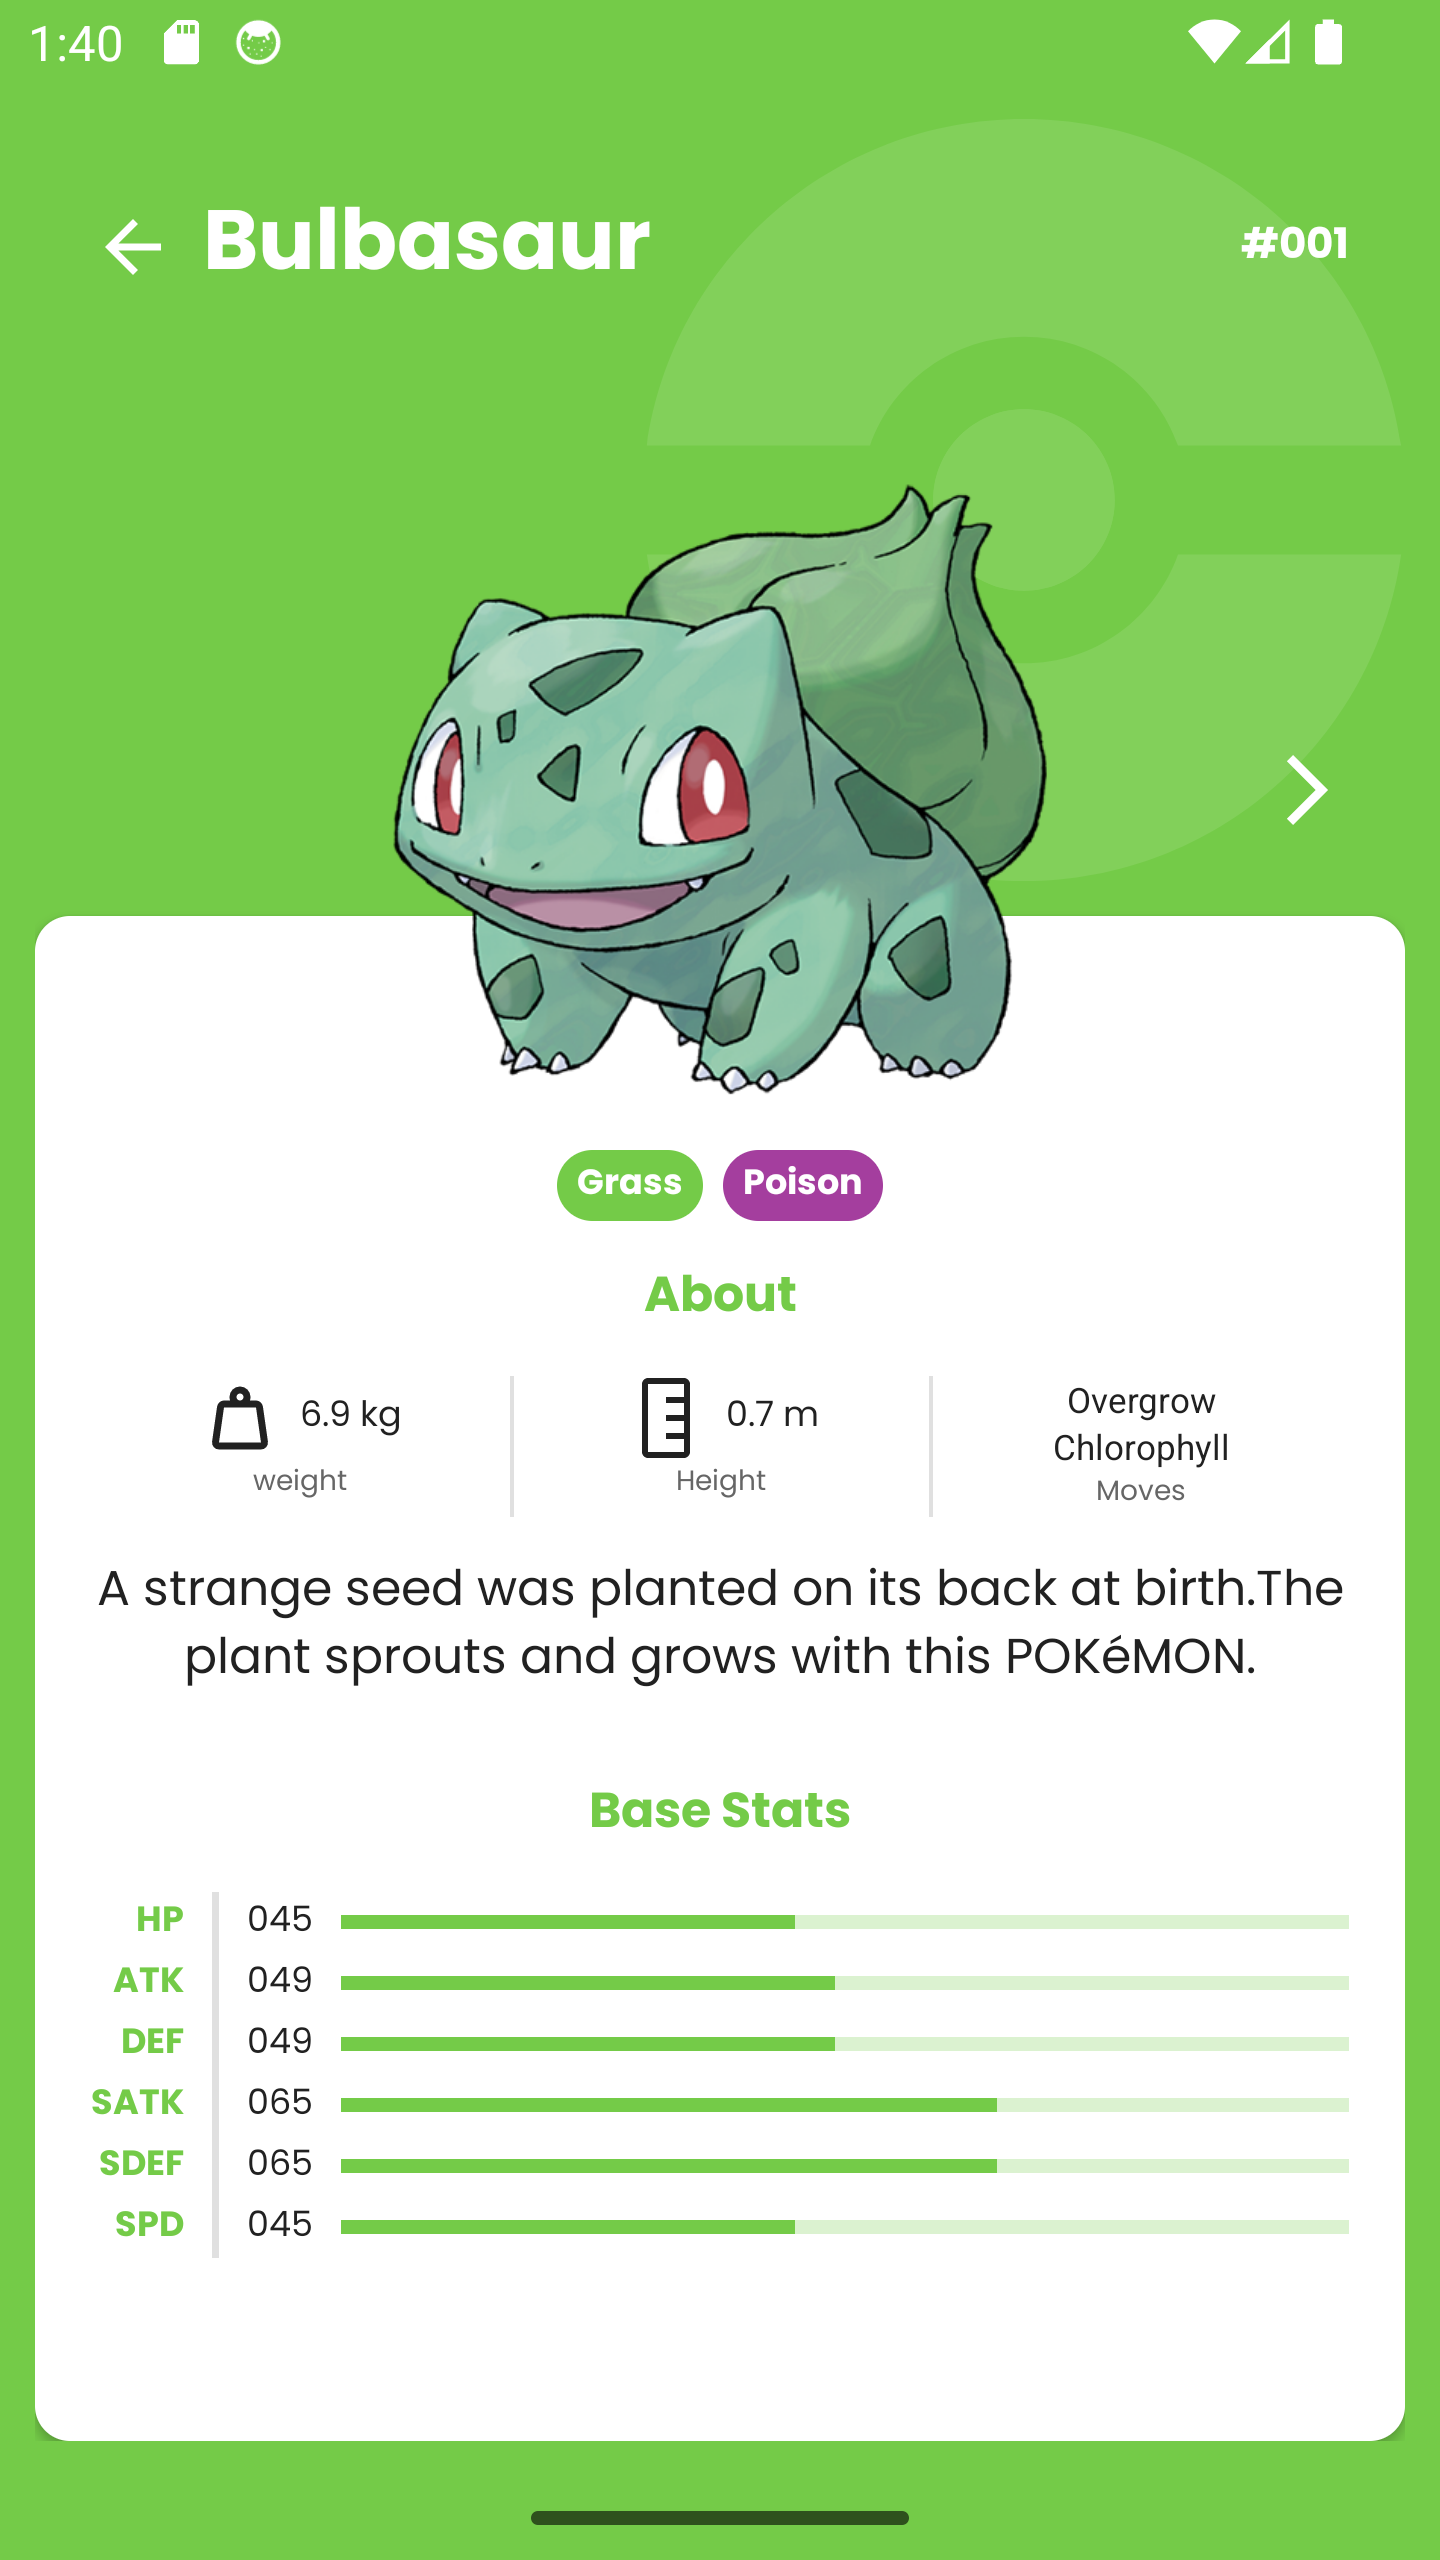 1:40
Bulbasaur
#001
Grass Poison
About
6.9 kg
weight
0.7 m
Height
Overgrow
Chlorophyll
Moves
A strange seed was planted on its back at birth.The
plant sprouts and grows with this POKéMON.
Base Stats
HP 045
ATK 049
DEF 049
SATK 065
SDEF 065
SPD 045